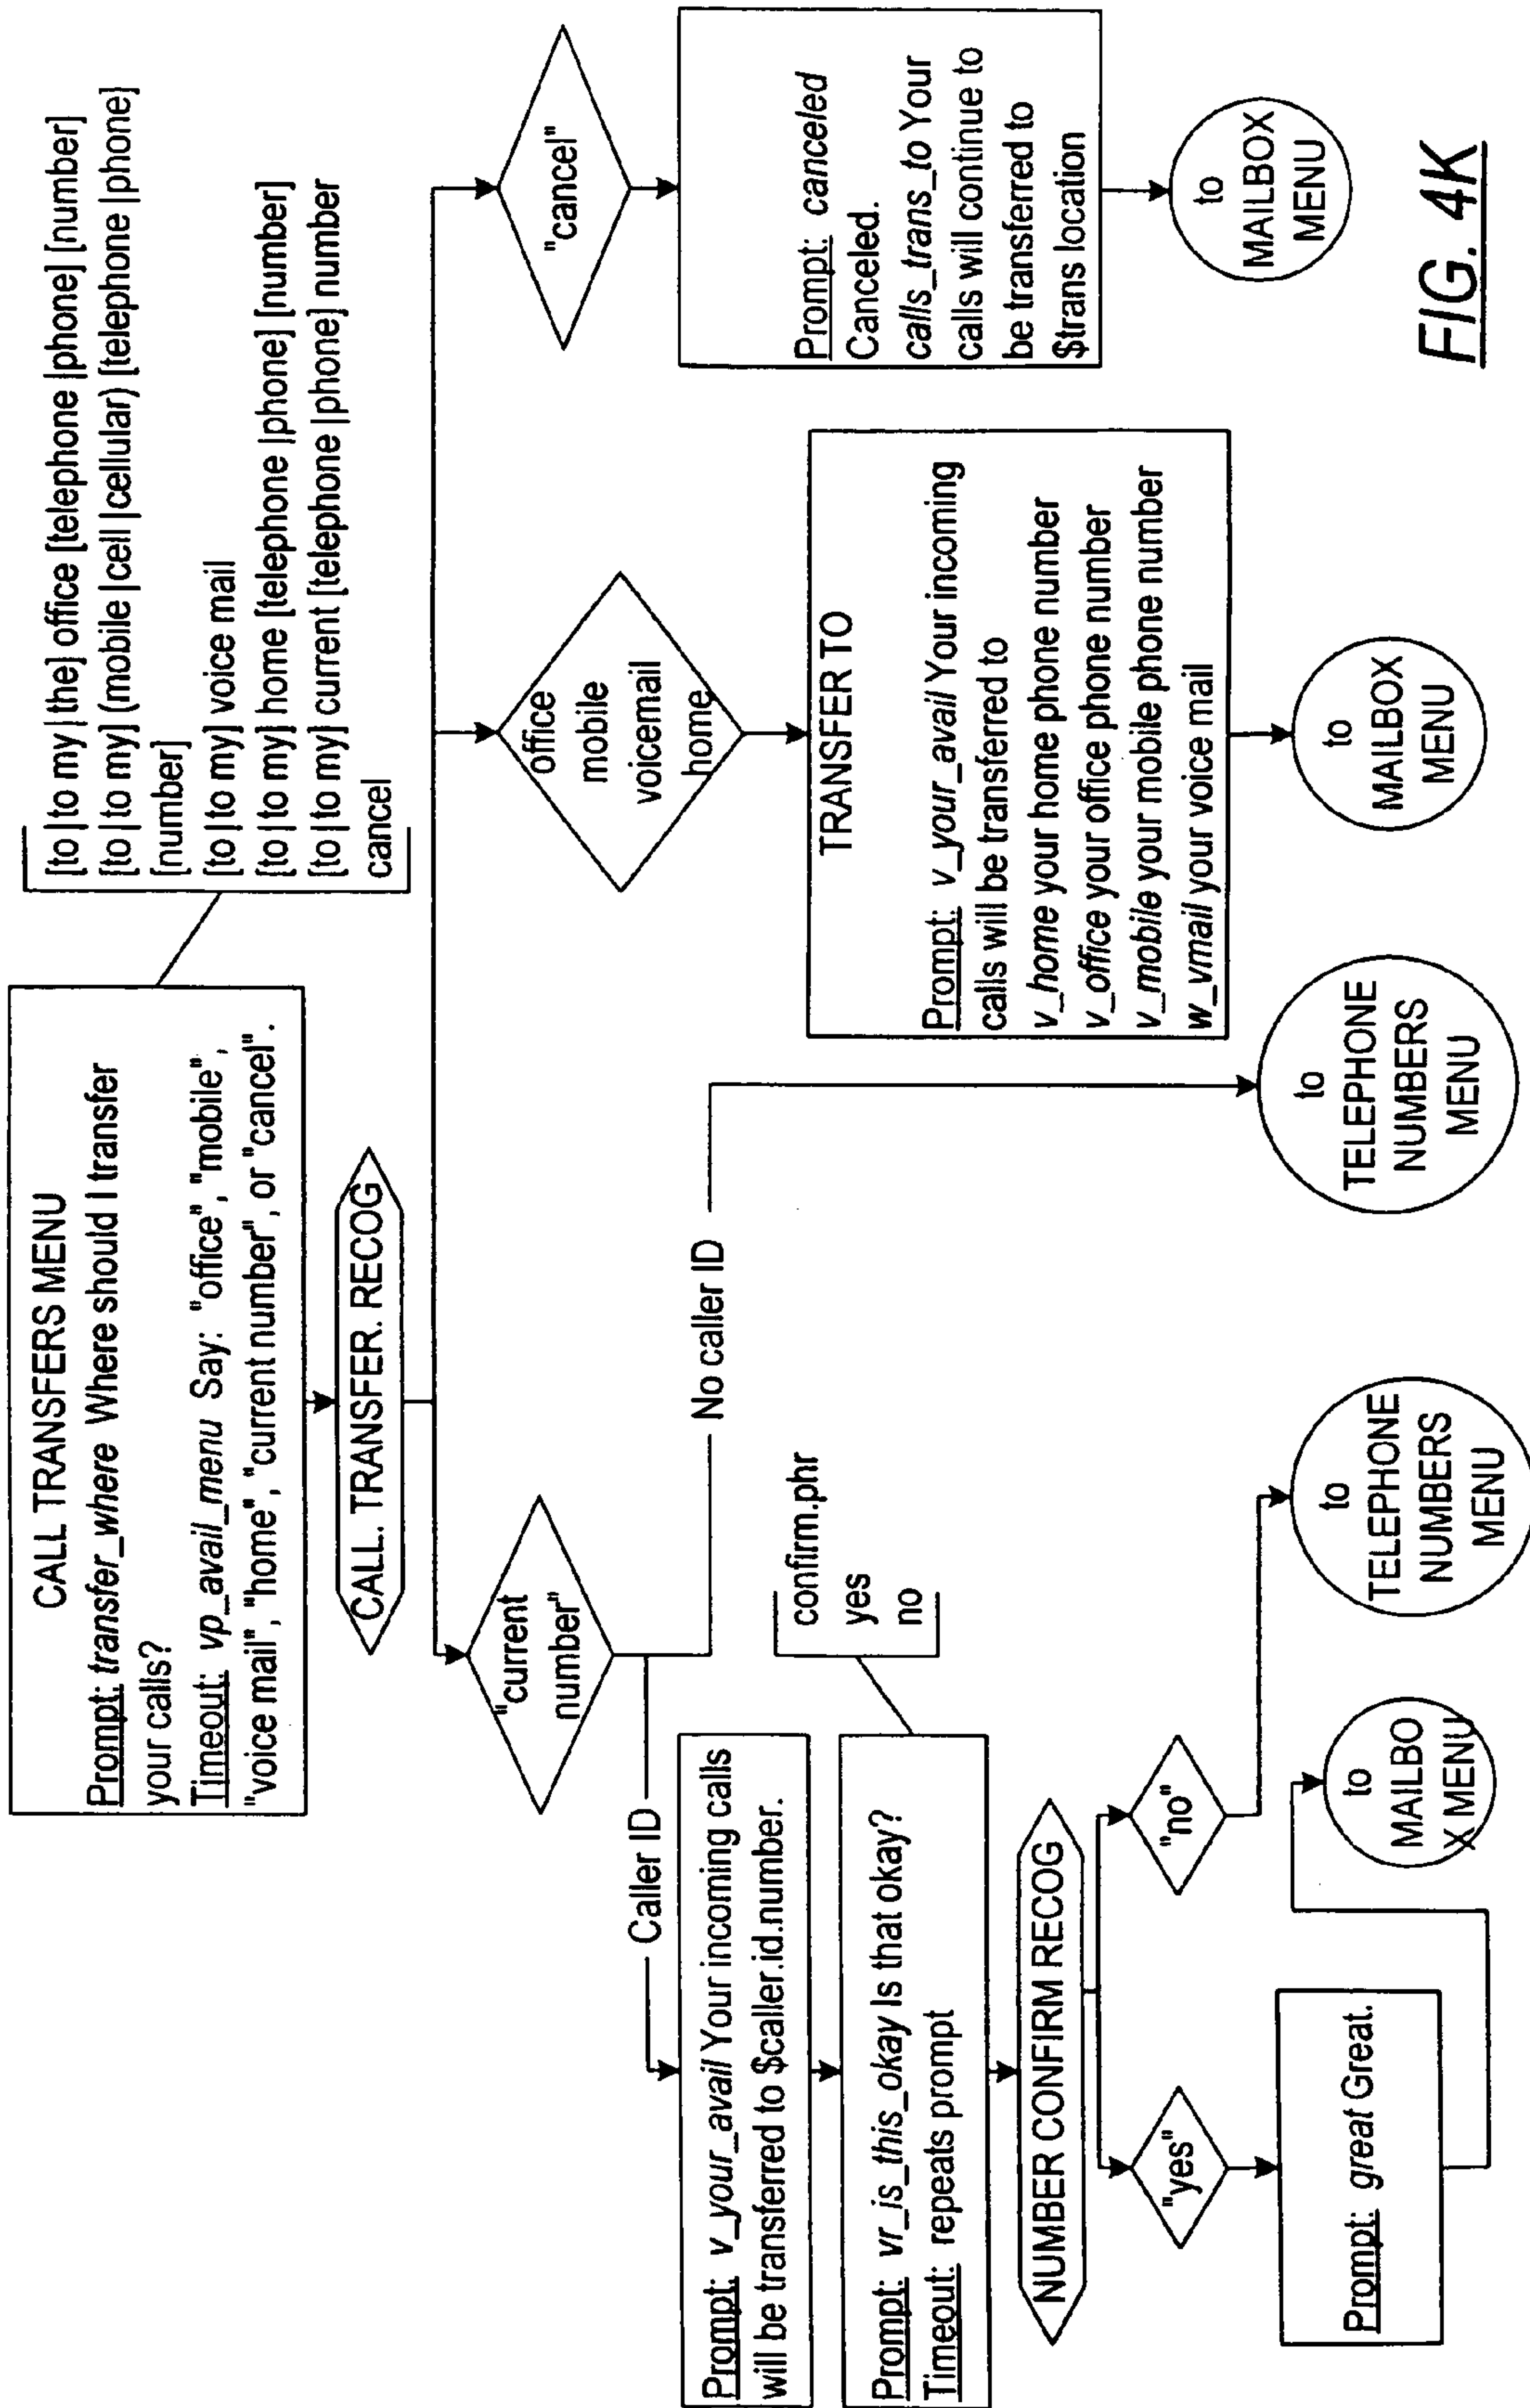 CALL TRANSFERS MENU
Prompt: transfer_where Where should I transfer
your calls?
Timeout: vp_avail_menu Say: "office", "mobile",
"voice mail", "home", "current number", or "cancel".
[to |to my |the] office [telephone |phone] [number]
[to |to my] (mobile |cell |cellular) [telephone |phone]
[number]
[to |to my] voice mail
[to |to my] home [telephone |phone] [number]
[to |to my] current [telephone |phone] number
cancel
CALL. TRANSFER. RECOG
"current
number"
office
mobile
voicemail
home
"cancel"
Caller ID
No caller ID
Prompt: v_your_avail Your incoming calls
will be transferred to $caller.id.number.
Prompt: vr_is_this_okay Is that okay?
Timeout: repeats prompt
confirm.phr
yes
no
NUMBER CONFIRM RECOG
"yes"
"no"
Prompt: great Great.
to
MAILBO
X MENU
to
TELEPHONE
NUMBERS
MENU
to
TELEPHONE
NUMBERS
MENU
TRANSFER TO
Prompt: v_your_avail Your incoming
calls will be transferred to
v_home your home phone number
v_office your office phone number
v_mobile your mobile phone number
w_vmail your voice mail
to
MAILBOX
MENU
Prompt: canceled
Canceled.
calls_trans_to Your
calls will continue to
be transferred to
$trans location
to
MAILBOX
MENU
FIG. 4K